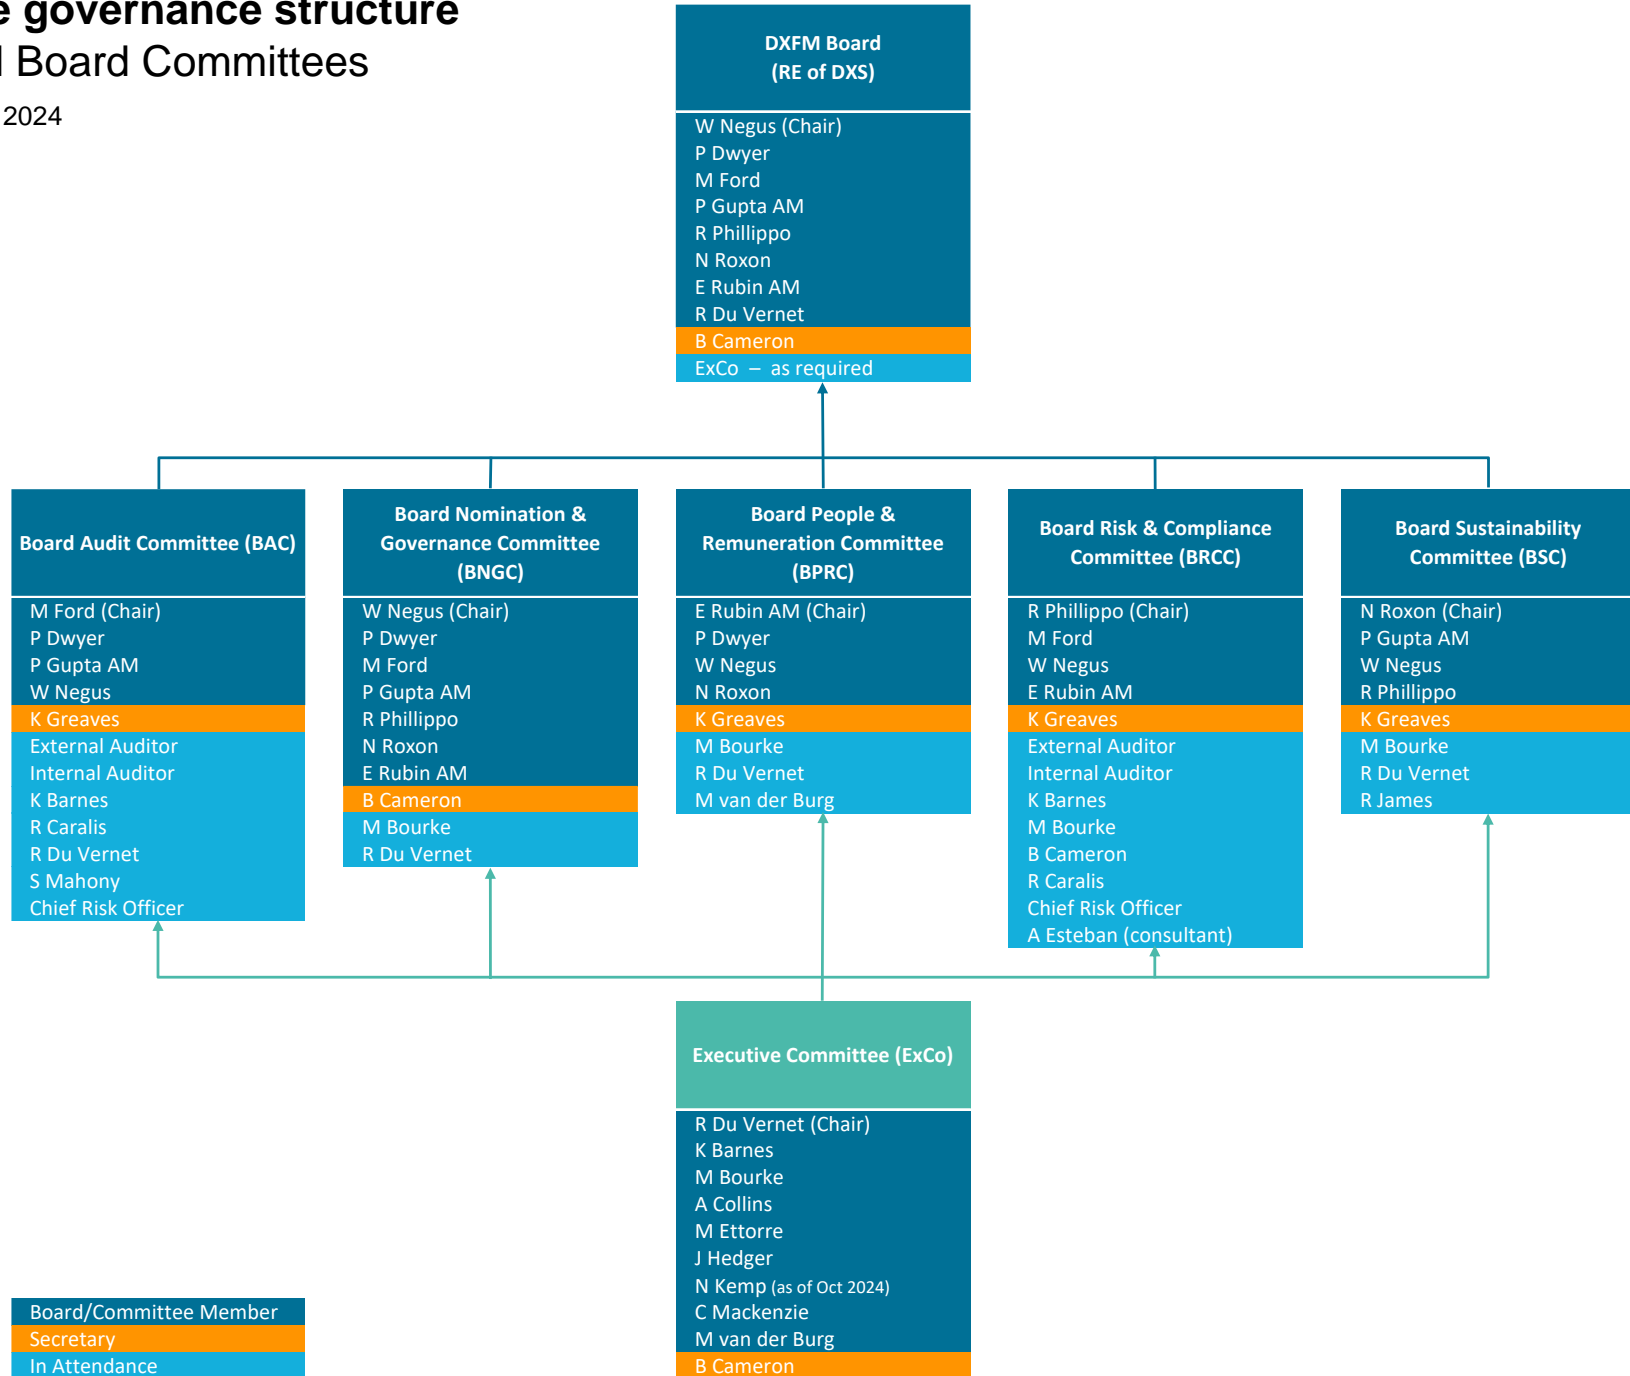 governance structure
Board Committees
2024
DXFM Board
(RE of DXS)
W Negus (Chair)
P Dwyer
M Ford
P Gupta AM
R Phillippo
N Roxon
E Rubin AM
R Du Vernet
B Cameron
ExCo – as required
Board Audit Committee (BAC)
M Ford (Chair)
P Dwyer
P Gupta AM
W Negus
K Greaves
External Auditor
Internal Auditor
K Barnes
R Caralis
R Du Vernet
S Mahony
Chief Risk Officer
Board Nomination &
Governance Committee
(BNGC)
W Negus (Chair)
P Dwyer
M Ford
P Gupta AM
R Phillippo
N Roxon
E Rubin AM
B Cameron
M Bourke
R Du Vernet
Board People &
Remuneration Committee
(BPRC)
E Rubin AM (Chair)
P Dwyer
W Negus
N Roxon
K Greaves
M Bourke
R Du Vernet
M van der Burg
Board Risk & Compliance
Committee (BRCC)
R Phillippo (Chair)
M Ford
W Negus
E Rubin AM
K Greaves
External Auditor
Internal Auditor
K Barnes
M Bourke
B Cameron
R Caralis
Chief Risk Officer
A Esteban (consultant)
Board Sustainability
Committee (BSC)
N Roxon (Chair)
P Gupta AM
W Negus
R Phillippo
K Greaves
M Bourke
R Du Vernet
R James
Executive Committee (ExCo)
R Du Vernet (Chair)
K Barnes
M Bourke
A Collins
M Ettorre
J Hedger
N Kemp (as of Oct 2024)
C Mackenzie
M van der Burg
B Cameron
Board/Committee Member
Secretary
In Attendance